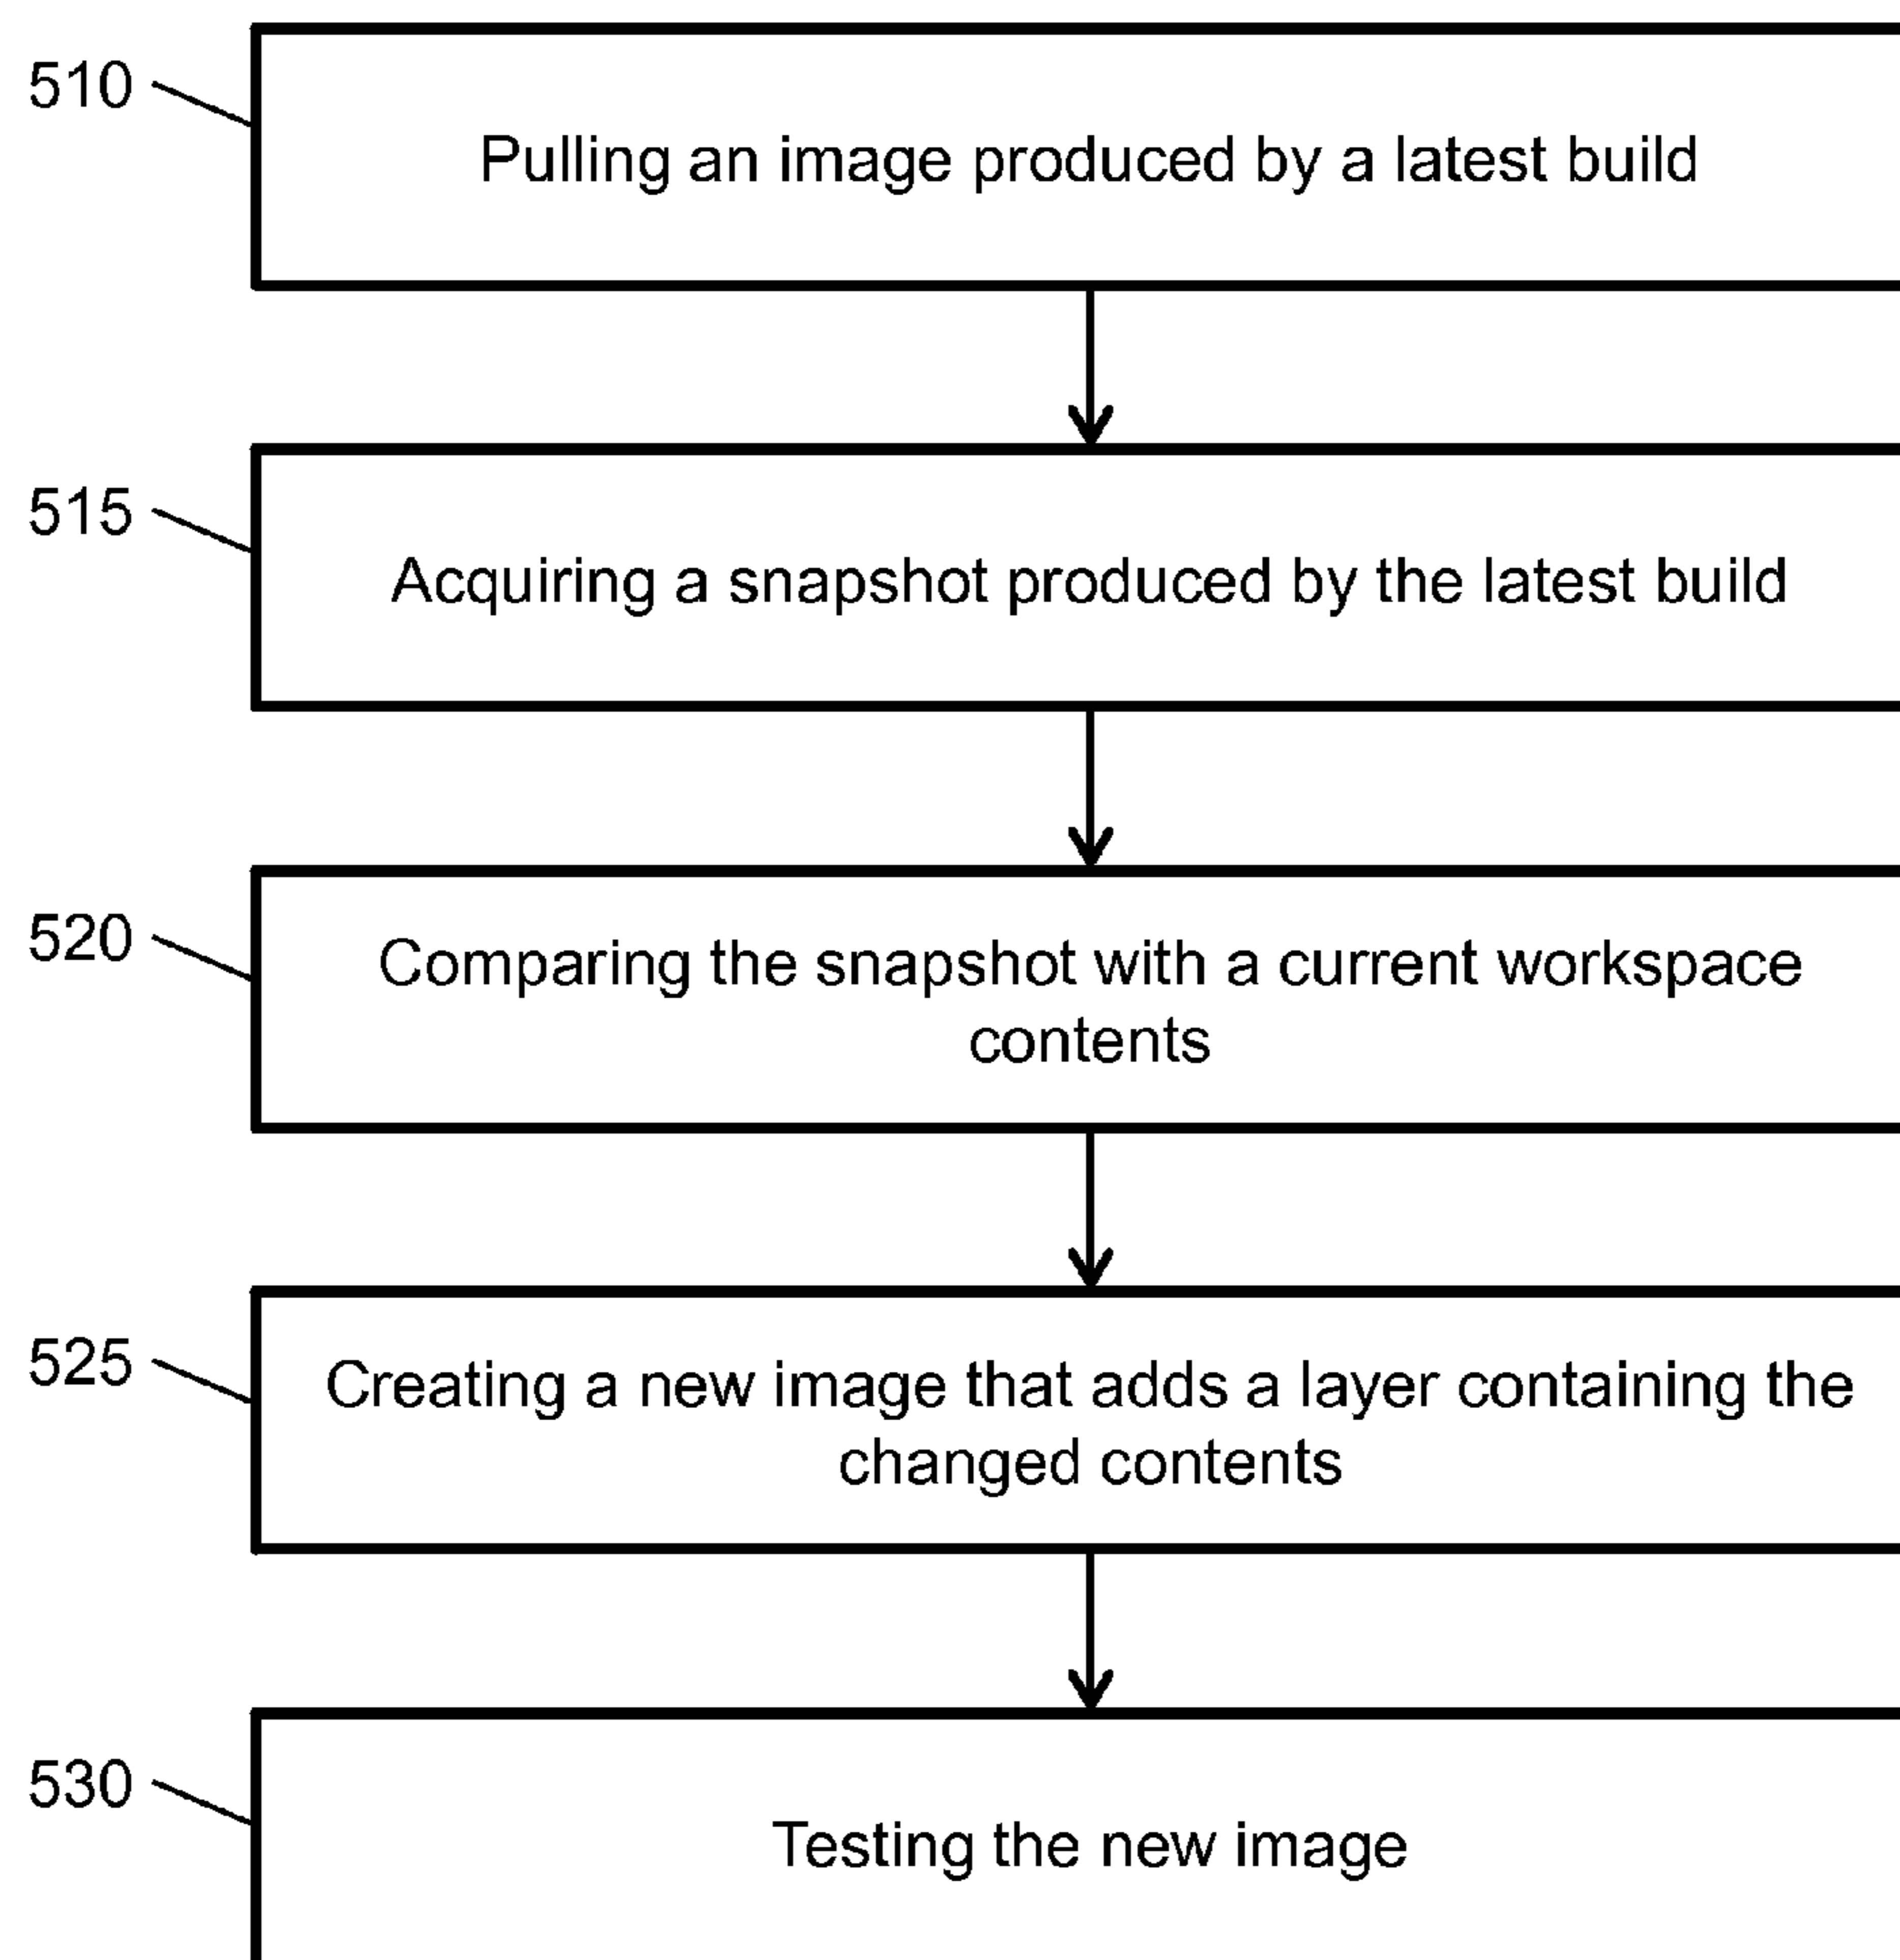 510
Pulling an image produced by a latest build
515
Acquiring a snapshot produced by the latest build
520
Comparing the snapshot with a current workspace
contents
525
Creating a new image that adds a layer containing the
changed contents
530
Testing the new image